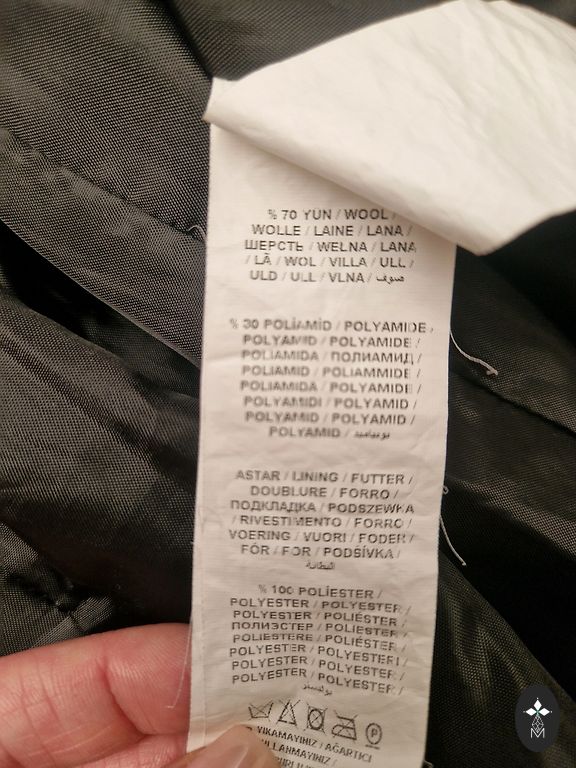 % 70 YÜN / WOOL /
WOLLE / LAINE / LANA /
ШЕРСТЬ / WEŁNA / LANA
/ LÃ / WOL / VILLA / ULL /
ULD / ULL / VLNA / صوف
% 30 POLİAMİD / POLYAMIDE /
POLYAMID / POLYAMIDE /
POLIAMIDA / ПОЛИАМИД /
POLIAMID / POLIAMMIDE /
POLIAMIDA / POLYAMIDE /
POLYAMIDI / POLYAMID /
POLYAMID / POLYAMID /
POLYAMID /
ASTAR / LINING / FUTTER /
DOUBLURE / FORRO /
ПОДКЛАДКА / PODSZEWKA
/ RIVESTIMENTO / FORRO /
VOERING / VUORI / FODER /
FÓR / FOR / PODŠÍVKA /
البطانة
% 100 POLİESTER /
POLYESTER / POLYESTER /
POLYESTER / POLIÉSTER /
ПОЛИЭСТЕР / POLIESTER /
POLIESTERE / POLIÉSTER /
POLYESTER / POLYESTERI /
POLYESTER / POLYESTER /
POLYESTER / POLYESTER /
بوليستر
P
YIKAMAYINIZ / AĞARTICI
KULLANMAYINIZ /
M